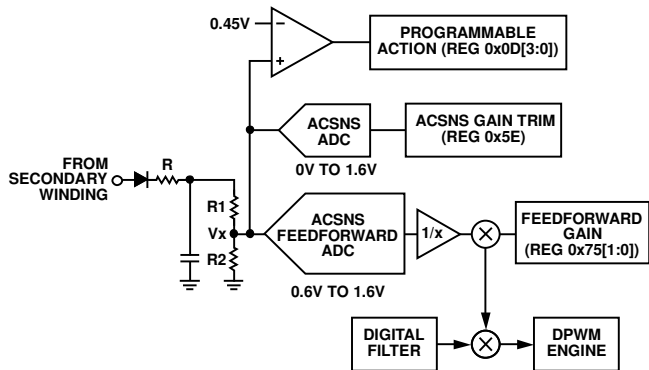 0.45V
−
+
PROGRAMMABLE
ACTION (REG 0x0D[3:0])
ACSNS
ADC
0V TO 1.6V
ACSNS GAIN TRIM
(REG 0x5E)
FROM
SECONDARY
WINDING
R
R1
Vx
R2
ACSNS
FEEDFORWARD
ADC
0.6V TO 1.6V
1/x
×
FEEDFORWARD
GAIN
(REG 0x75[1:0])
DIGITAL
FILTER
×
DPWM
ENGINE